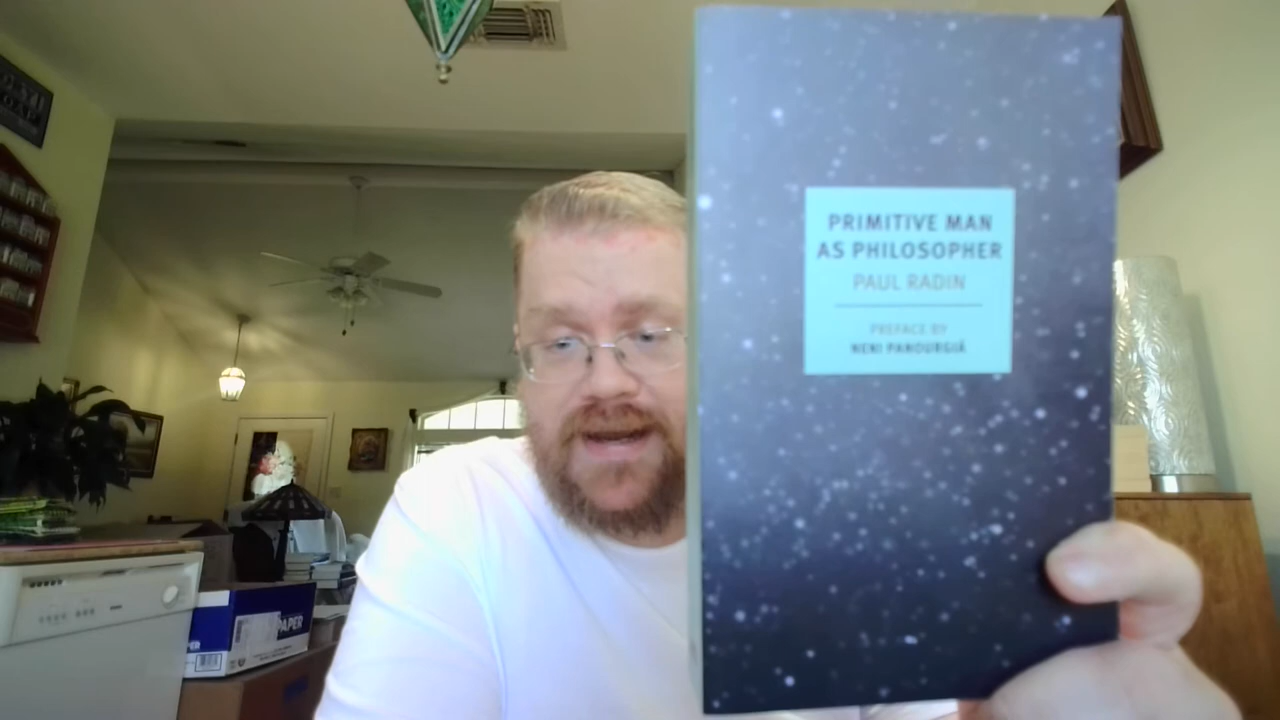 PRIMITIVE MAN
AS PHILOSOPHER
PAUL RADIN
PREFACE BY
NENI PANOURGIÁ
PAPER